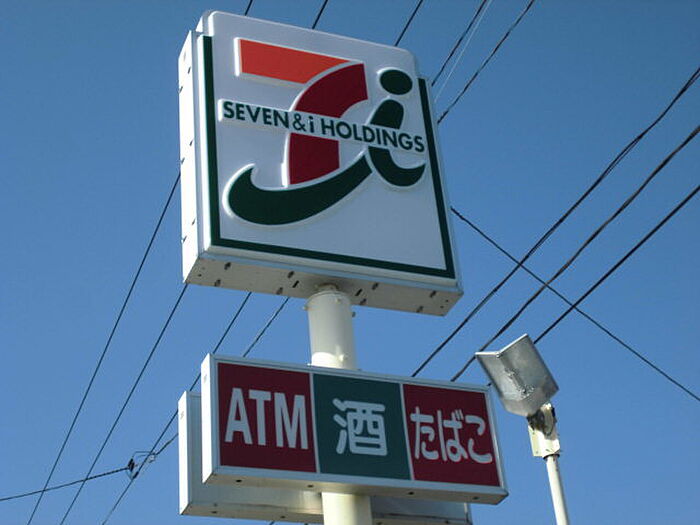 SEVEN&i HOLDINGS
ATM 酒 たばこ